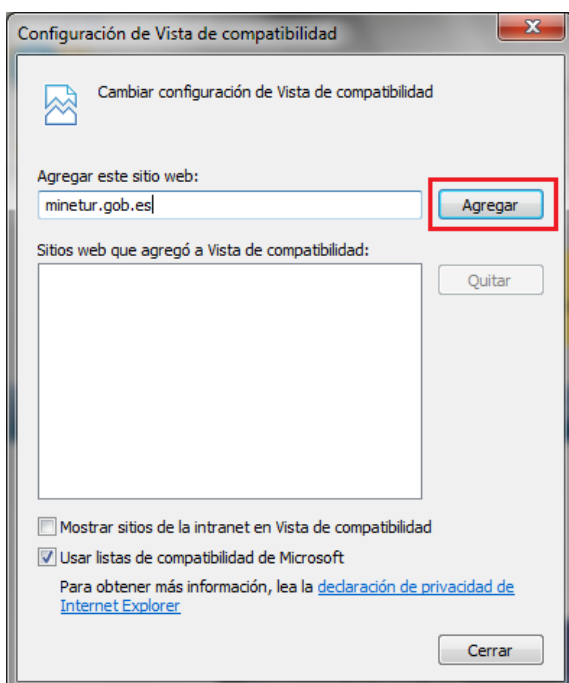 Configuración de Vista de compatibilidad
Cambiar configuración de Vista de compatibilidad
Agregar este sitio web:
minetur.gob.es
Agregar
Sitios web que agregó a Vista de compatibilidad:
Quitar
Mostrar sitios de la intranet en Vista de compatibilidad
Usar listas de compatibilidad de Microsoft
Para obtener más información, lea la declaración de privacidad de
Internet Explorer
Cerrar